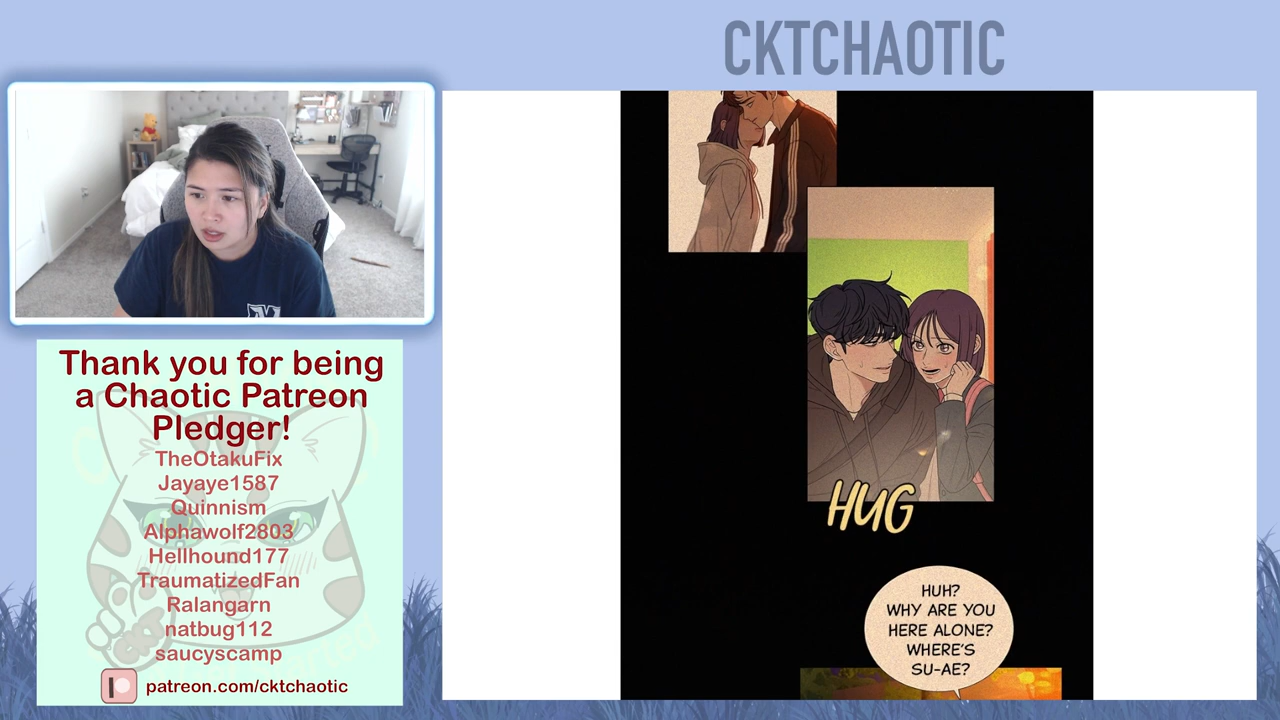 CKTCHAOTIC
Thank you for being
a Chaotic Patreon
Pledger!
TheOtakuFix
Jayaye1587
Quinnism
Alphawolf2803
Hellhound177
TraumatizedFan
Ralangarn
natbug112
saucyscamp
patreon.com/cktchaotic
HUG
HUH?
WHY ARE YOU
HERE ALONE?
WHERE'S
SU-AE?